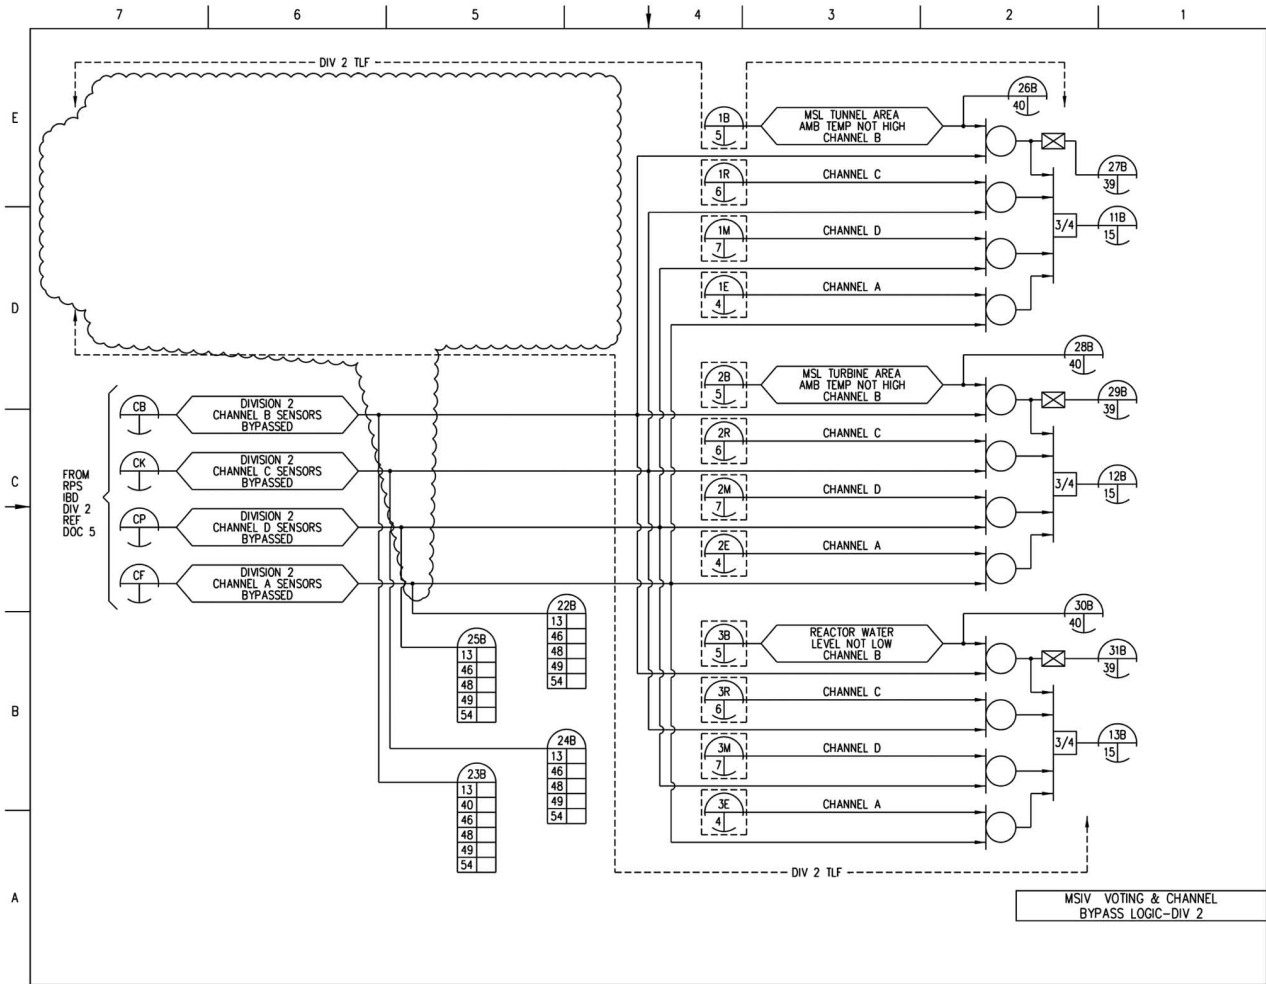 7 6 5 4 3 2 1
E
D
C
B
A
DIV 2 TLF
26B
40
1B
5
MSL TUNNEL AREA
AMB TEMP NOT HIGH
CHANNEL B
27B
39
1R
6
CHANNEL C
11B
15
3/4
1M
7
CHANNEL D
1E
4
CHANNEL A
28B
40
2B
5
MSL TURBINE AREA
AMB TEMP NOT HIGH
CHANNEL B
29B
39
2R
6
CHANNEL C
12B
15
3/4
2M
7
CHANNEL D
2E
4
CHANNEL A
FROM
RPS
IBD
DIV 2
REF
DOC 5
CB
DIVISION 2
CHANNEL B SENSORS
BYPASSED
CK
DIVISION 2
CHANNEL C SENSORS
BYPASSED
CP
DIVISION 2
CHANNEL D SENSORS
BYPASSED
CF
DIVISION 2
CHANNEL A SENSORS
BYPASSED
22B
13
46
48
49
54
25B
13
46
48
49
54
24B
13
46
48
49
54
23B
13
40
46
48
49
54
30B
40
3B
5
REACTOR WATER
LEVEL NOT LOW
CHANNEL B
31B
39
3R
6
CHANNEL C
13B
15
3/4
3M
7
CHANNEL D
3E
4
CHANNEL A
DIV 2 TLF
MSIV VOTING & CHANNEL
BYPASS LOGIC-DIV 2